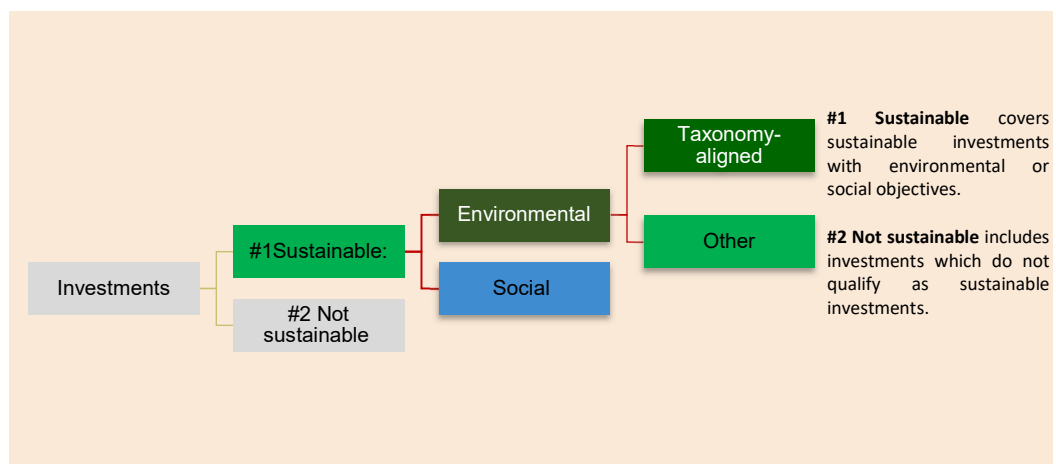 Investments
#1Sustainable:
#2 Not
sustainable
Environmental
Social
Taxonomy-
aligned
Other
#1 Sustainable covers
sustainable investments
with environmental or
social objectives.
#2 Not sustainable includes
investments which do not
qualify as sustainable
investments.